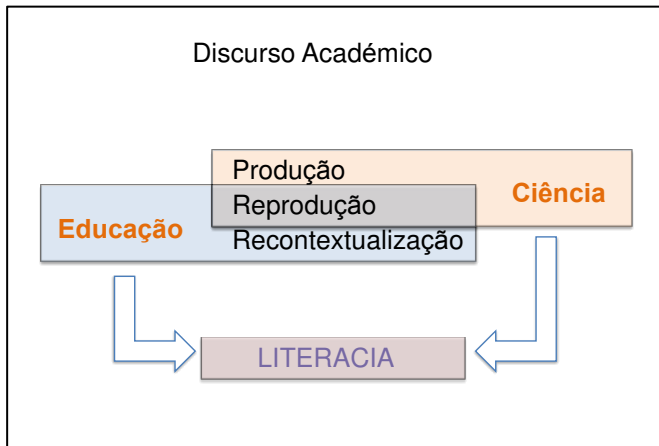 Discurso Académico
Produção
Ciência
Reprodução
Educação
Recontextualização
LITERACIA